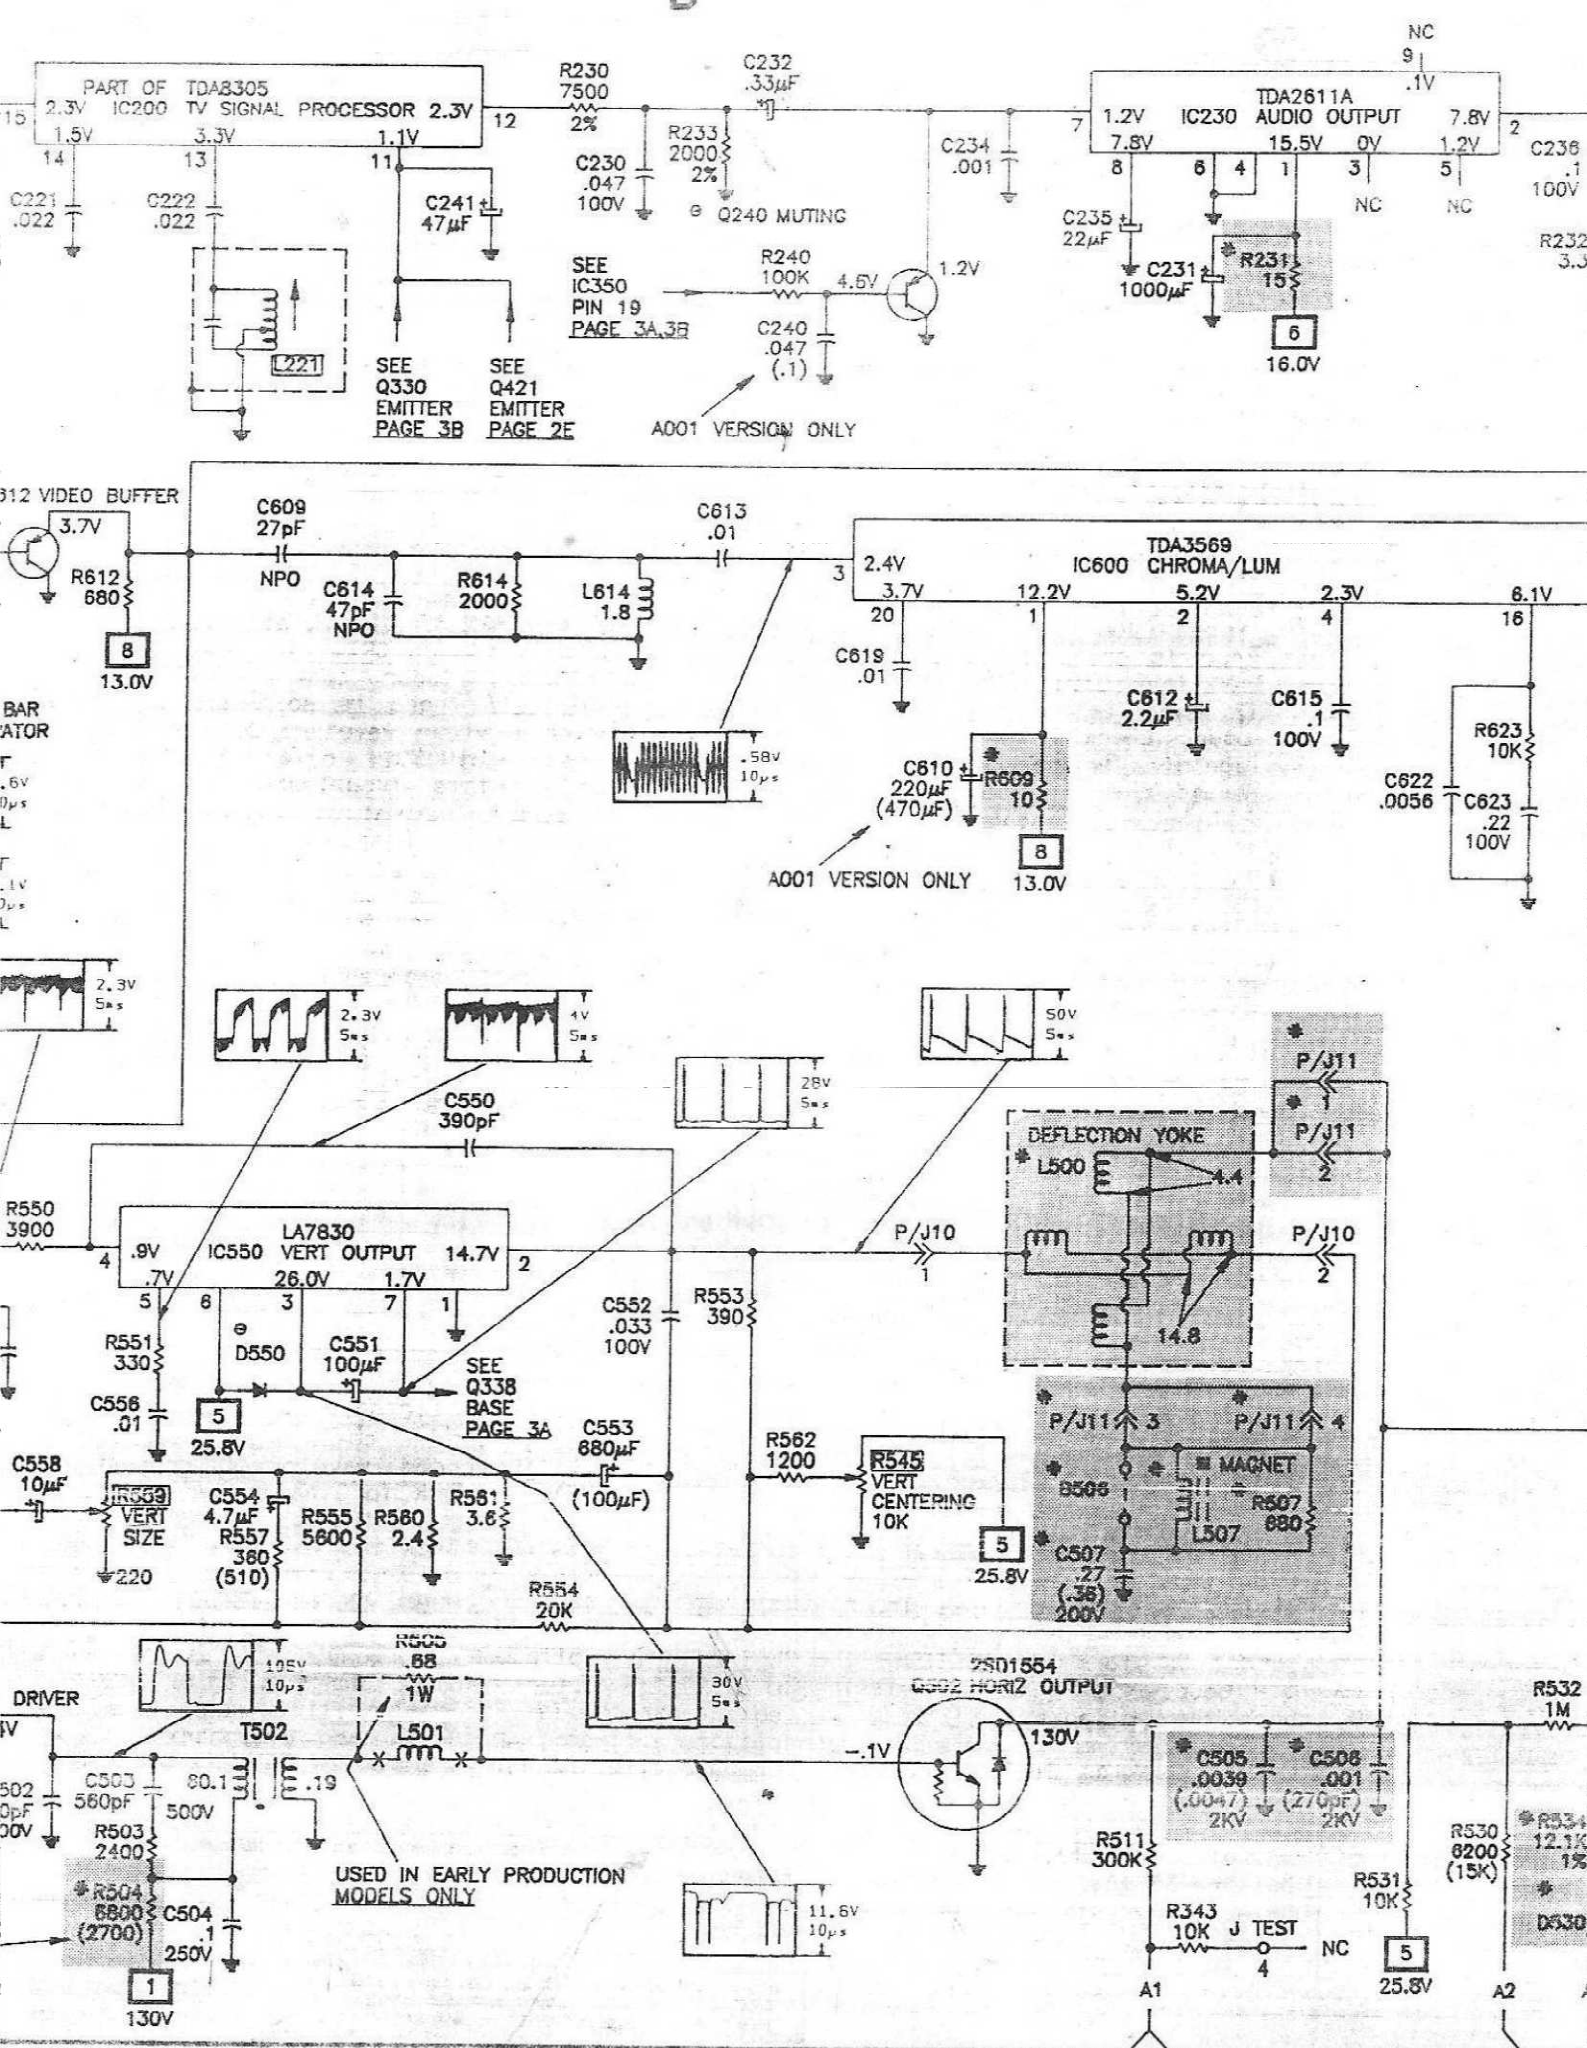 PART OF TDA8305
2.3V IC200 TV SIGNAL PROCESSOR 2.3V
15
1.5V 3.3V 1.1V
14 13 11 12
C221
.022
C222
.022
C241
47µF
L221
SEE
Q330
EMITTER
PAGE 3B
SEE
Q421
EMITTER
PAGE 2E
R230
7500
2%
C230
.047
100V
R233
2000
2%
C232
.33µF
Q240 MUTING
SEE
IC350
PIN 19
PAGE 3A,3B
R240
100K
4.5V
1.2V
C240
.047
(.1)
A001 VERSION ONLY
C234
.001
NC
9
.1V
TDA2611A
IC230 AUDIO OUTPUT
7
1.2V
7.8V
2
7.8V 15.5V 0V 1.2V
8 6 4 1 3 5
NC NC
C235
22µF
C231
1000µF
R231
15
6
16.0V
C236
.1
100V
R232
3.3
612 VIDEO BUFFER
3.7V
R612
680
8
13.0V
C609
27pF
NPO
C614
47pF
NPO
R614
2000
L614
1.8
C613
.01
.58V
10µs
TDA3569
IC600 CHROMA/LUM
3
2.4V
3.7V 12.2V 5.2V 2.3V 6.1V
20 1 2 4 16
C619
.01
C610
220µF
(470µF)
R609
10
8
13.0V
A001 VERSION ONLY
C612
2.2µF
C615
.1
100V
R623
10K
C622
.0056
C623
.22
100V
BAR
ATOR
.6V
.1V
2.3V
5ms
2.3V
5ms
4V
5ms
28V
5ms
50V
5ms
C550
390pF
R550
3900
LA7830
IC550 VERT OUTPUT
4
.9V
14.7V
2
.7V 26.0V 1.7V
5 6 3 7 1
R551
330
C556
.01
D550
5
25.8V
C551
100µF
SEE
Q338
BASE
PAGE 3A
C552
.033
100V
R553
390
C553
680µF
(100µF)
C558
10µF
R559
VERT
SIZE
220
C554
4.7µF
R557
360
(510)
R555
5600
R560
2.4
R561
3.6
R554
20K
R562
1200
R545
VERT
CENTERING
10K
5
25.8V
P/J10
1
DEFLECTION YOKE
L500
4.4
14.8
P/J11
1
P/J11
2
P/J10
2
P/J11 3
P/J11 4
MAGNET
L507
R507
680
C507
.27
200V
DRIVER
10µs
T502
80.1 .19
C503
560pF
500V
R503
2400
R504
6800
(2700)
C504
.1
250V
1
130V
R505
.68
1W
L501
USED IN EARLY PRODUCTION
MODELS ONLY
30V
5ms
11.6V
10µs
2SD1554
Q502 HORIZ OUTPUT
-.1V
130V
C505
.0039
(.0047)
2KV
C506
.001
(270pF)
2KV
R511
300K
R343
10K
J TEST
4
NC
A1
R531
10K
5
25.8V
R530
8200
(15K)
R532
1M
R534
12.1K
1%
D530
A2